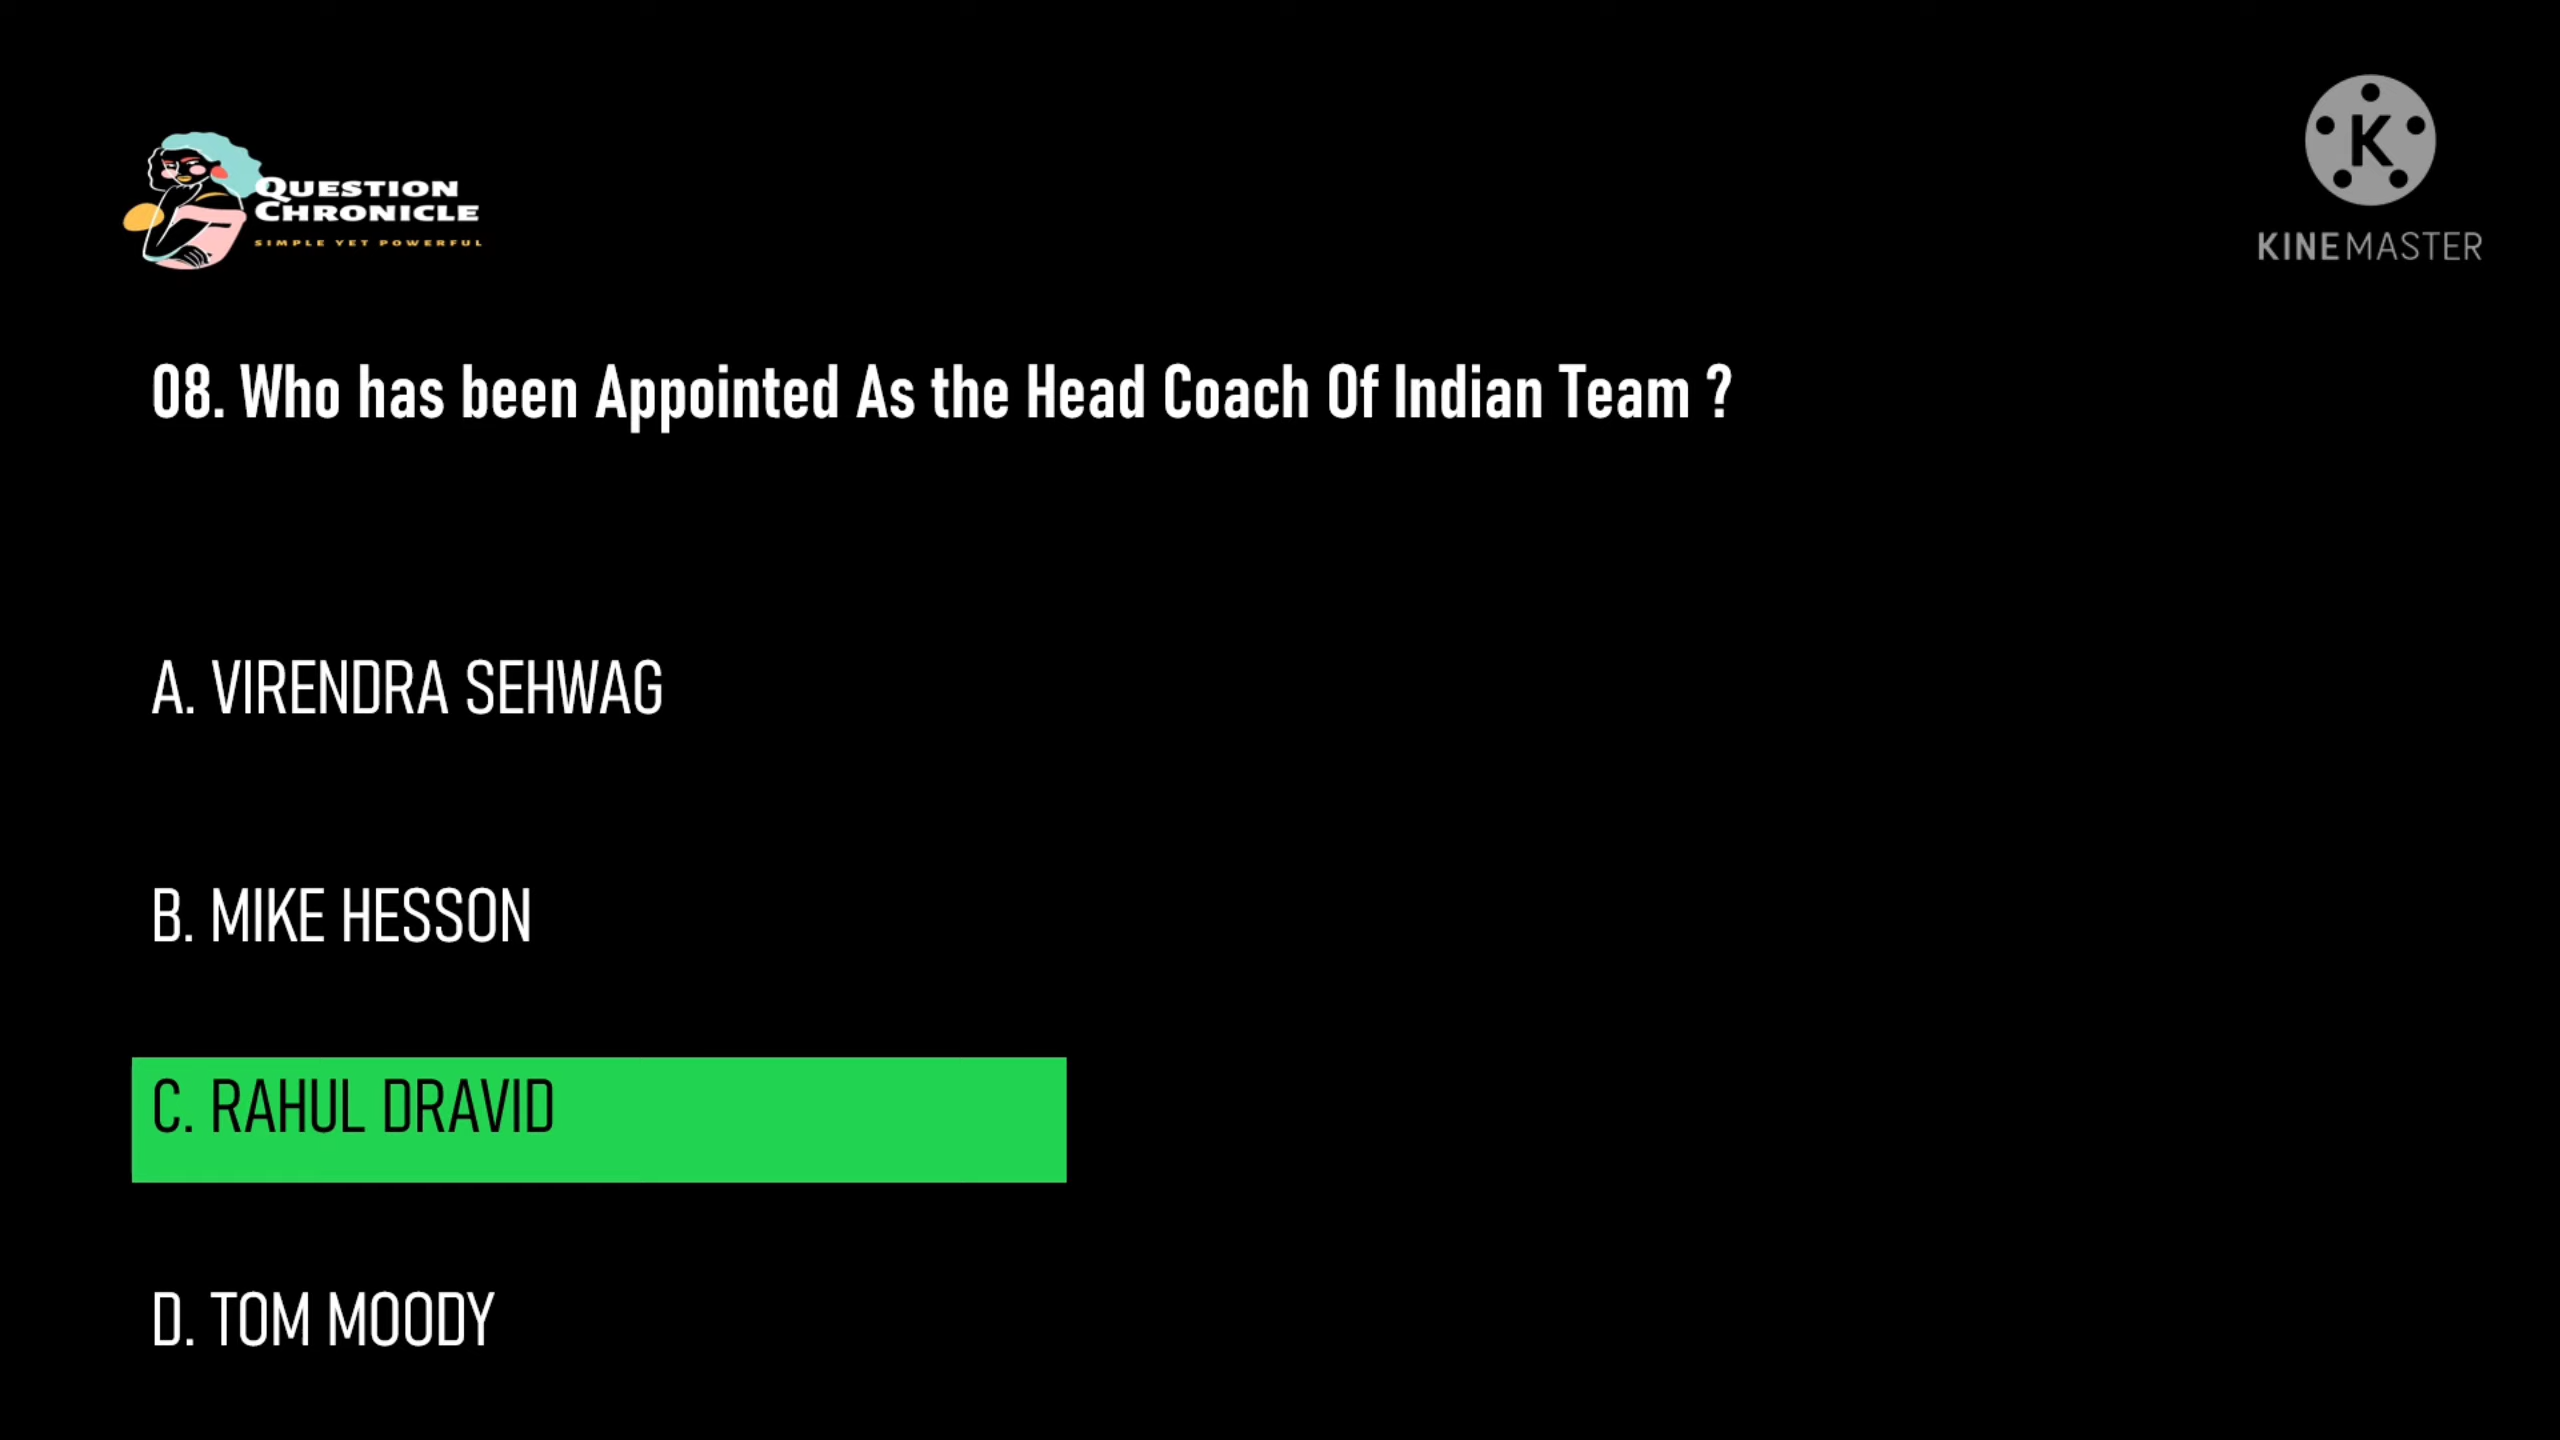 QUESTION
CHRONICLE
SIMPLE YET POWERFUL
K
KINEMASTER
08. Who has been Appointed As the Head Coach Of Indian Team ?
A. VIRENDRA SEHWAG
B. MIKE HESSON
C. RAHUL DRAVID
D. TOM MOODY